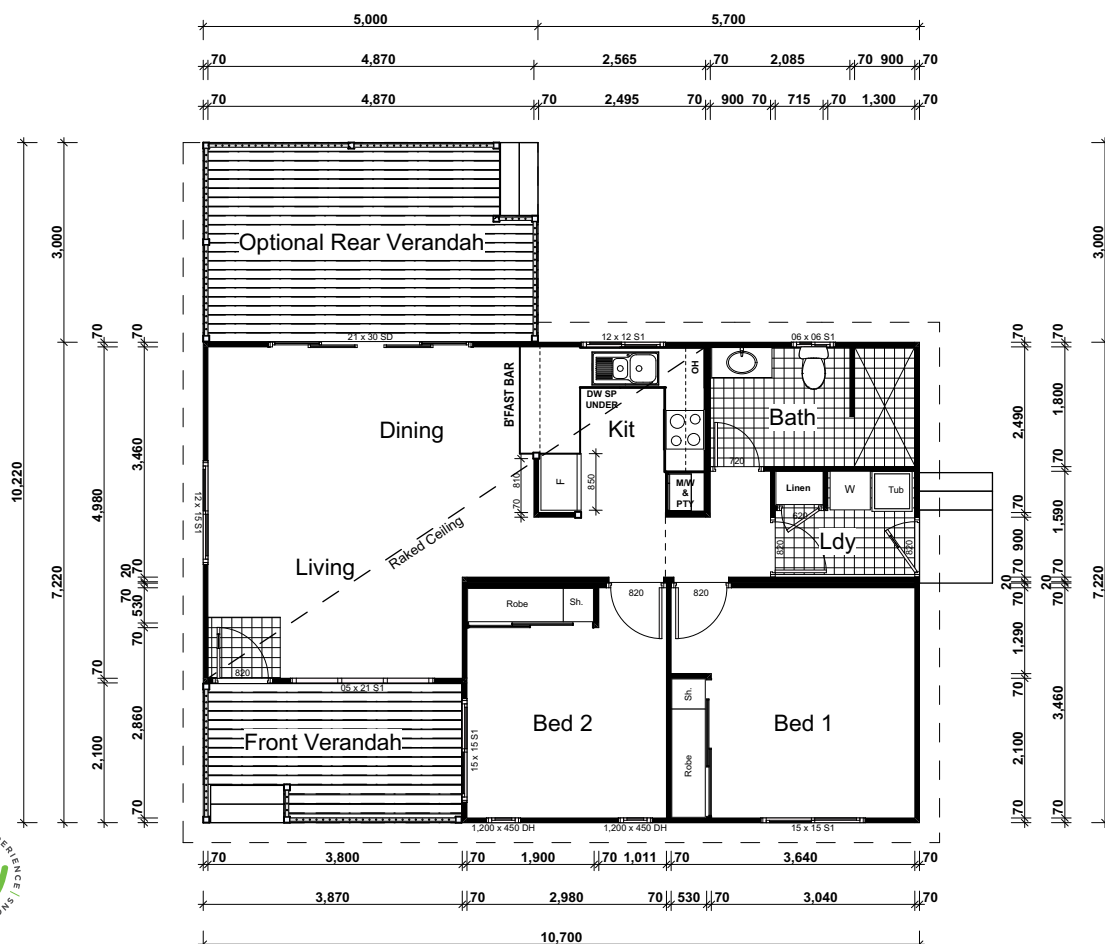 5,000 5,700
70 4,870 2,565 70 2,085 70 900 70
70 4,870 70 2,495 70 900 70 715 70 1,300 70
10,220
3,000
7,220
70
4,980
70
2,100
70
3,460
20
70
70
530
70
2,860
70
Optional Rear Verandah
21 x 30 SD
12 x 12 S1
06 x 06 S1
B'FAST BAR
DW SP
UNDER
OH
Dining
Kit
Bath
720
12 x 15 S1
810
70
F
850
M/W
&
PTY
Linen
W
Tub
620
Raked Ceiling
Living
820
Ldy
820
820
820
Robe
Sh.
820
05 x 21 S1
Front Verandah
15 x 15 S1
Bed 2
Sh.
Robe
Bed 1
1,200 x 450 DH
1,200 x 450 DH
15 x 15 S1
70
2,490
70
900
70
20
70
1,290
70
2,100
70
70
1,800
70
1,590
70
20
70
3,460
70
3,000
7,220
70 3,800 70 1,900 70 1,011 70 3,640 70
3,870 70 2,980 70 530 70 3,040 70
10,700